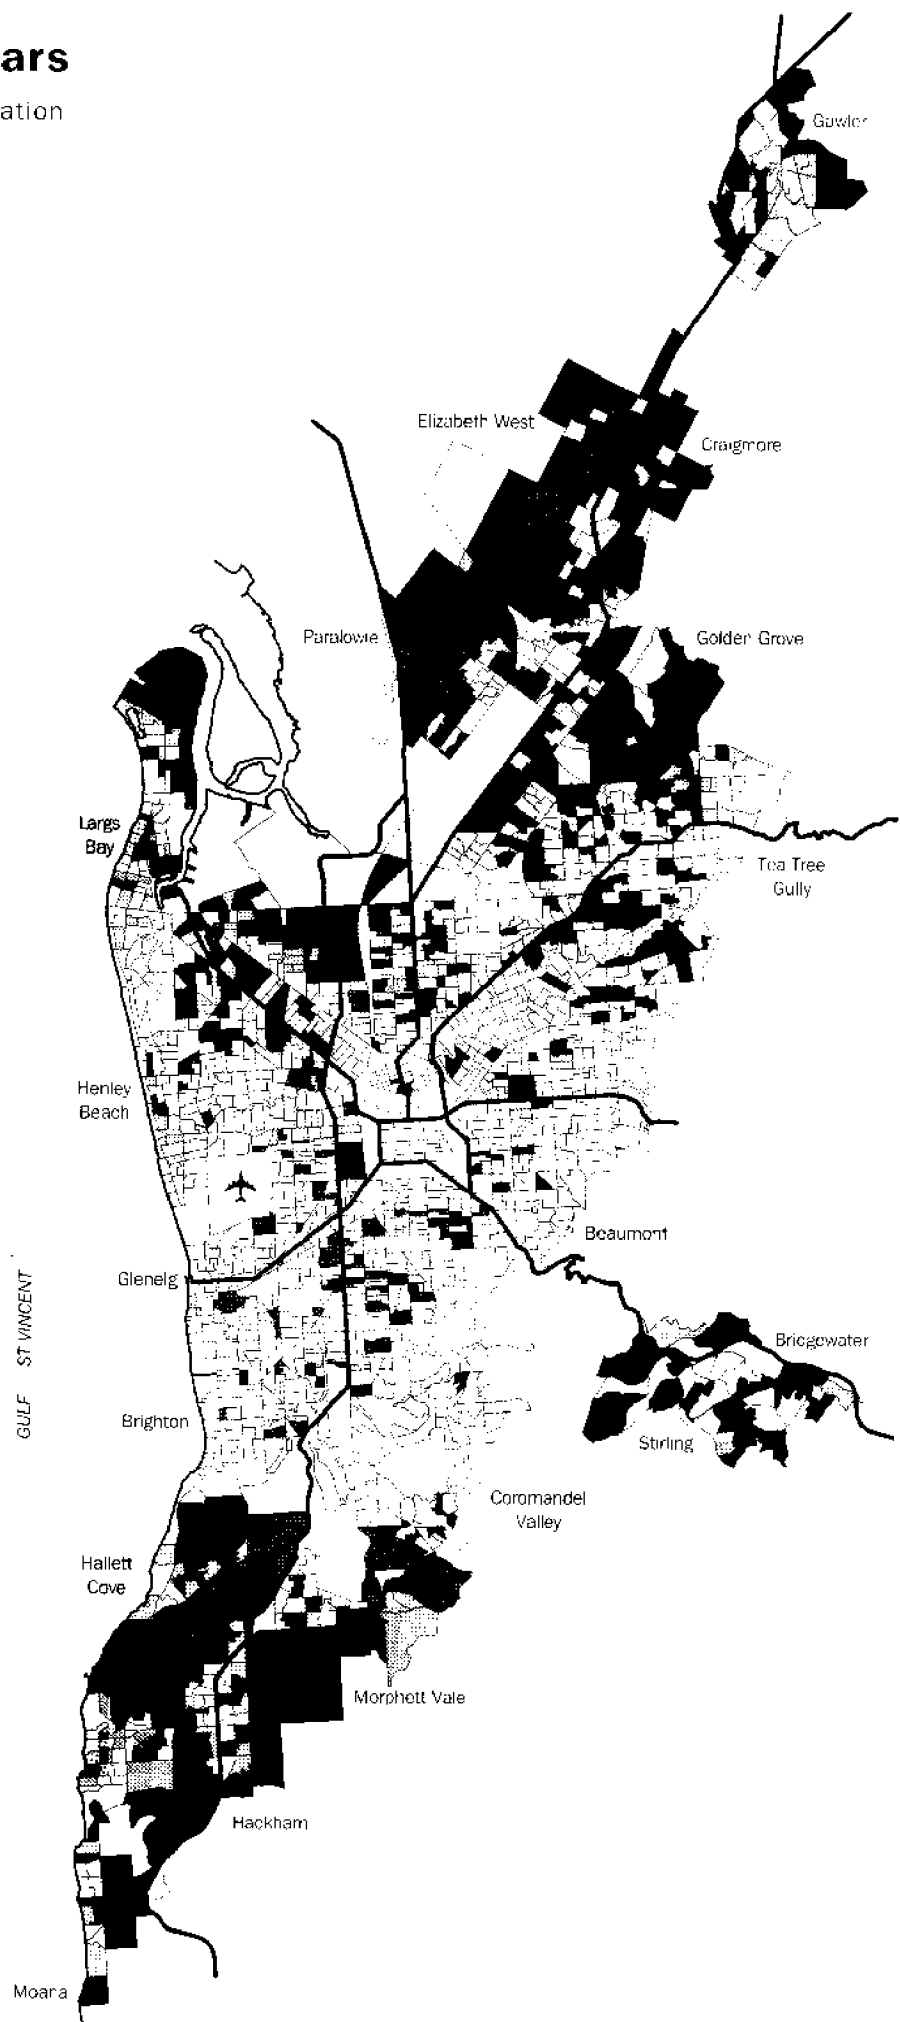 ars
ation
Gawler
Elizabeth West
Craigmore
Paralowie
Golden Grove
Largs
Bay
Tea Tree
Gully
Henley
Beach
Beaumont
Glenelg
GULF ST VINCENT
Bridgewater
Brighton
Stirling
Coromandel
Valley
Hallett
Cove
Morphett Vale
Hackham
Moana